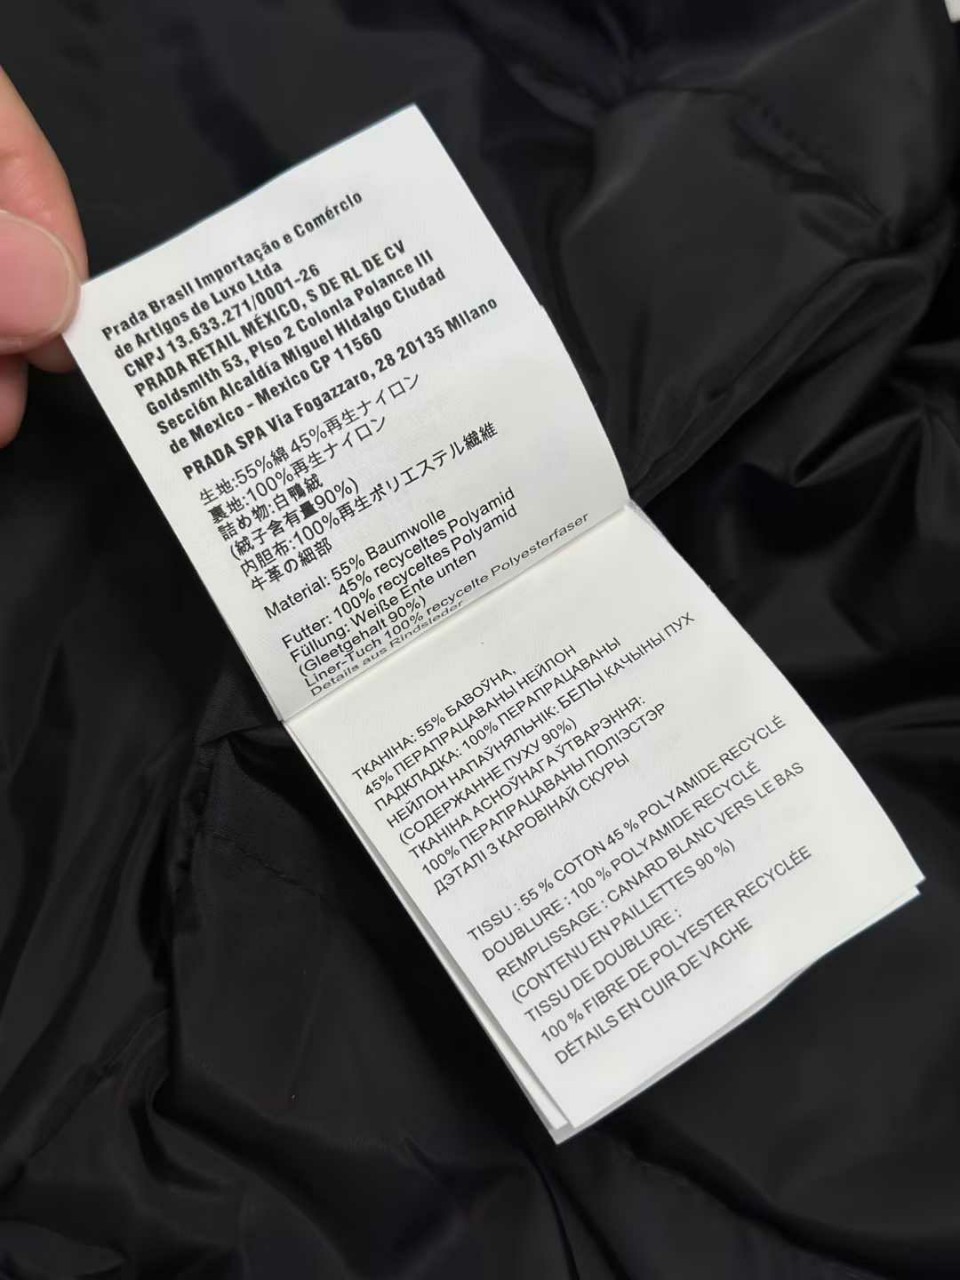 Prada Brasil Importação e Comércio
de Artigos de Luxo Ltda
CNPJ 13.633.271/0001-26
PRADA RETAIL MÉXICO, S DE RL DE CV
Goldsmith 53, Piso 2 Colonia Polance III
Sección Alcaldía Miguel Hidalgo Ciudad
de Mexico - Mexico CP 11560
PRADA SPA Via Fogazzaro, 28 20135 Milano
生地:55%綿 45%再生ナイロン
裏地:100%再生ナイロン
詰め物:白鴨絨
(絨子含有量90%)
内胆布:100%再生ポリエステル繊維
牛革の細部
Material: 55% Baumwolle
45% recyceltes Polyamid
Futter: 100% recyceltes Polyamid
Füllung: Weiße Ente unten
(Gleetgehalt 90%)
Liner-Tuch 100% recycelte Polyesterfaser
Details aus Rindsleder
ТКАНІНА: 55% БАВОЎНА,
45% ПЕРАПРАЦАВАНЫ НЕЙЛОН
ПАДКЛАДКА: 100% ПЕРАПРАЦАВАНЫ
НЕЙЛОН НАПАЎНЯЛЬНІК: БЕЛЫ КАЧЫНЫ ПУХ
(СОДЕРЖАНІЕ ПУХУ 90%)
ТКАНІНА АСНОЎНАГА ЎТВАРЭННЯ:
100% ПЕРАПРАЦАВАНЫ ПОЛІЭСТЭР
ДЭТАЛІ З КАРОВІНАЙ СКУРЫ
TISSU : 55 % COTON 45 % POLYAMIDE RECYCLÉ
DOUBLURE : 100 % POLYAMIDE RECYCLÉ
REMPLISSAGE : CANARD BLANC VERS LE BAS
(CONTENU EN PAILLETTES 90 %)
TISSU DE DOUBLURE :
100 % FIBRE DE POLYESTER RECYCLÉE
DÉTAILS EN CUIR DE VACHE